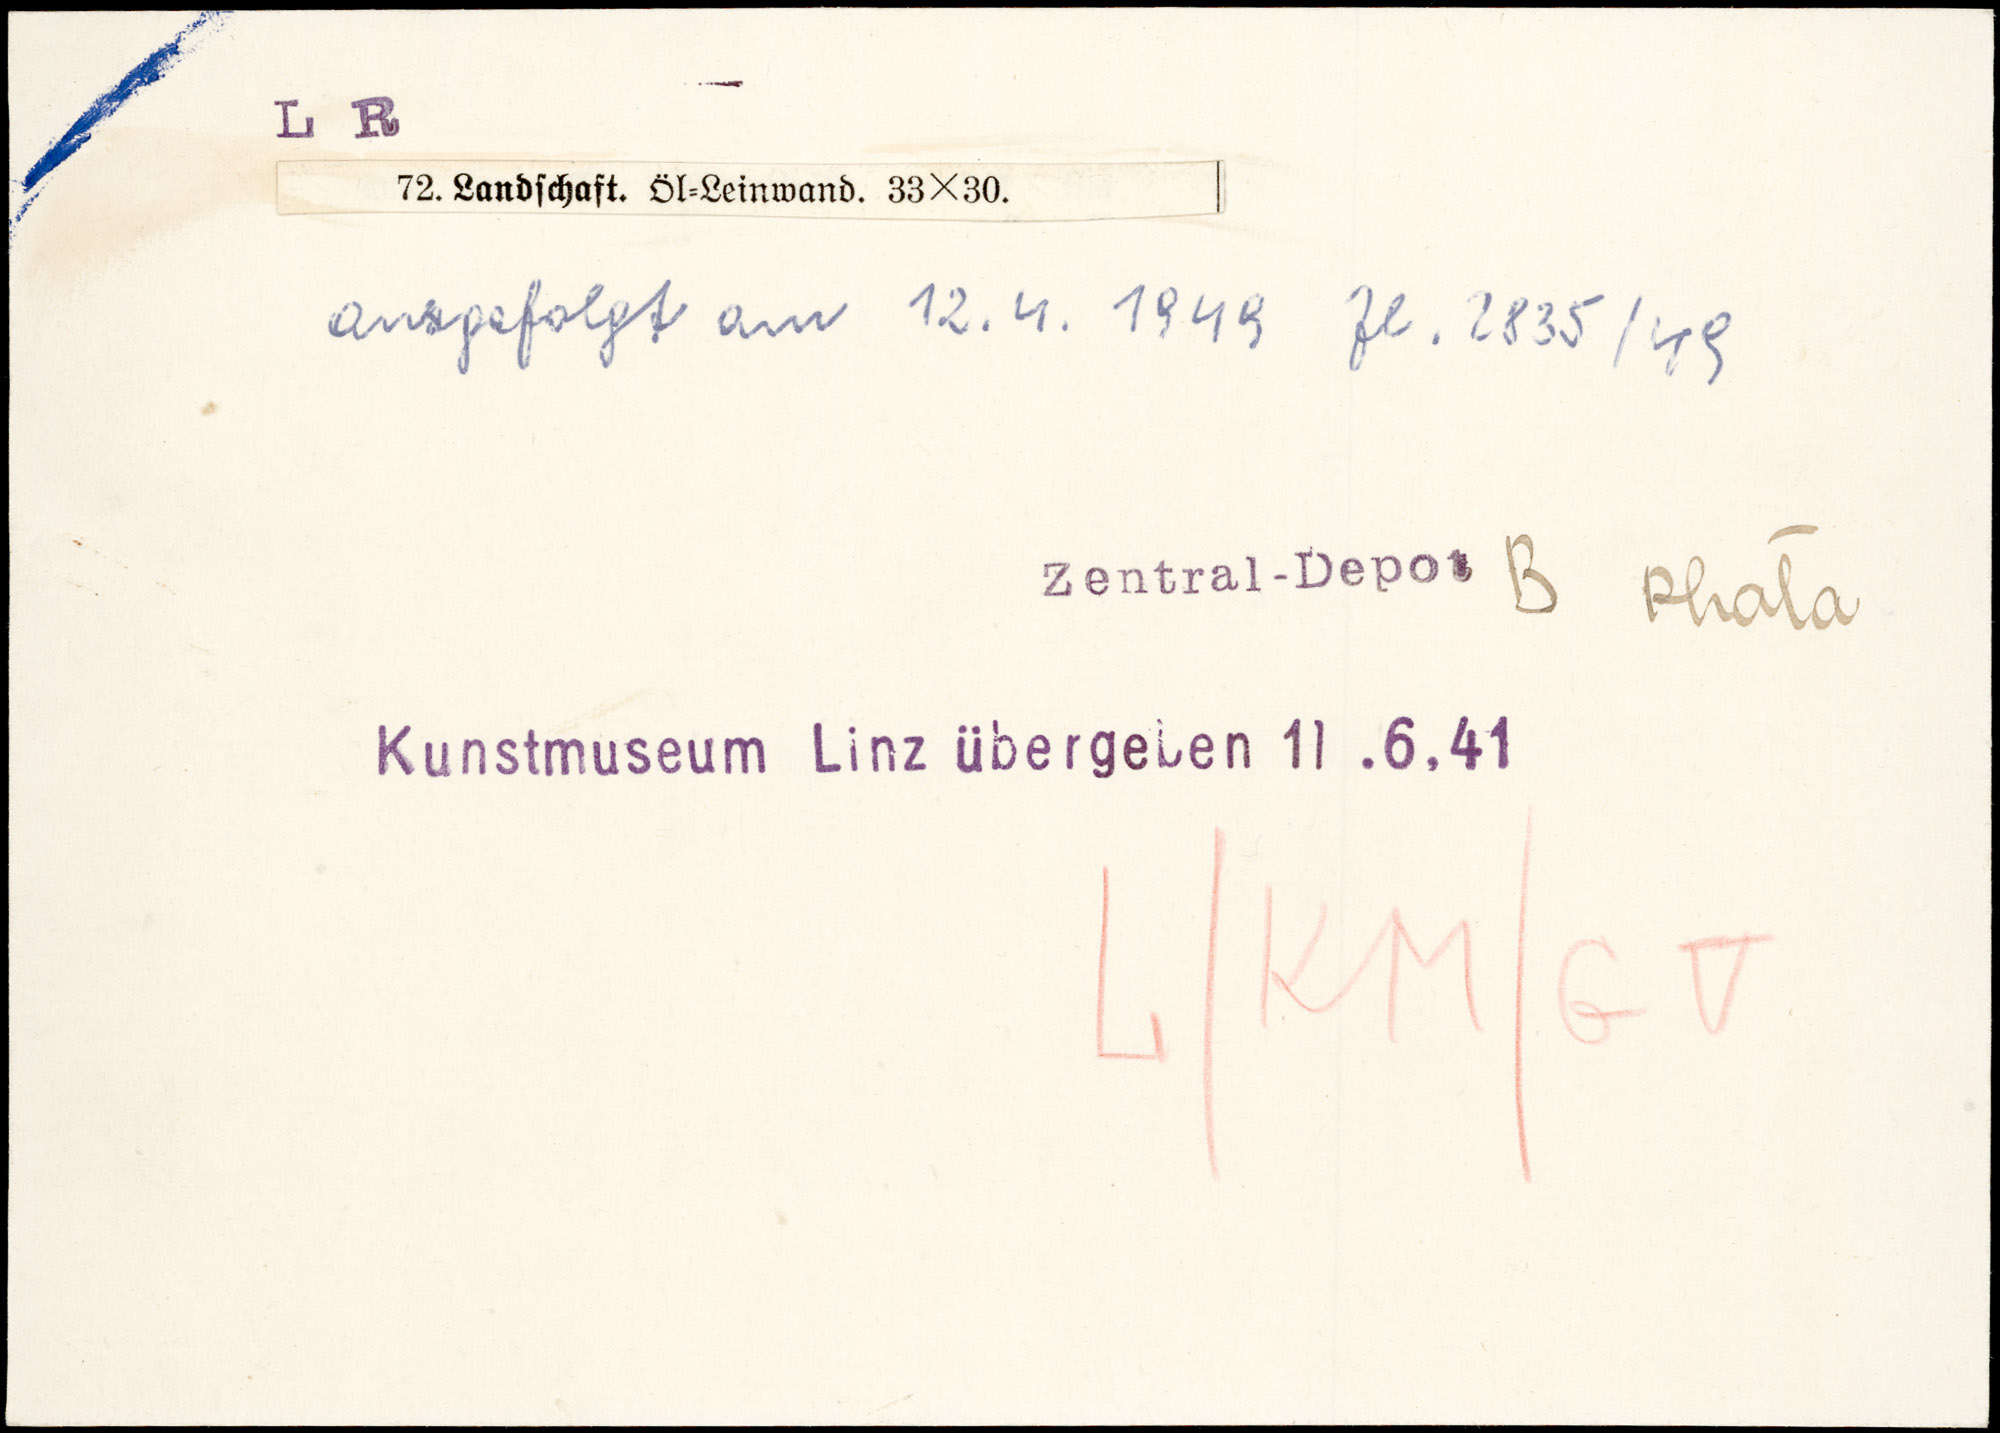 L R
72. Landschaft. Öl=Leinwand. 33×30.
ausgefolgt am 12.4. 1949 Zl. 2835/49
Zentral-Depot B Photo
Kunstmuseum Linz übergeben 11.6.41
L/KM/G